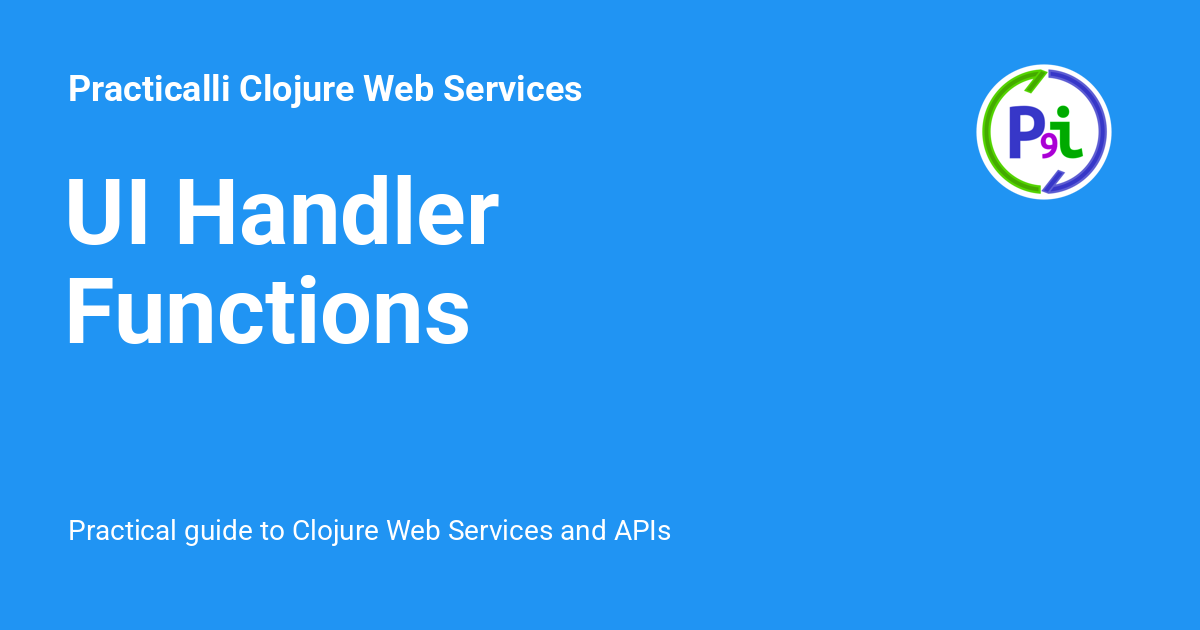 Practicalli Clojure Web Services
P9i
UI Handler
Functions
Practical guide to Clojure Web Services and APIs